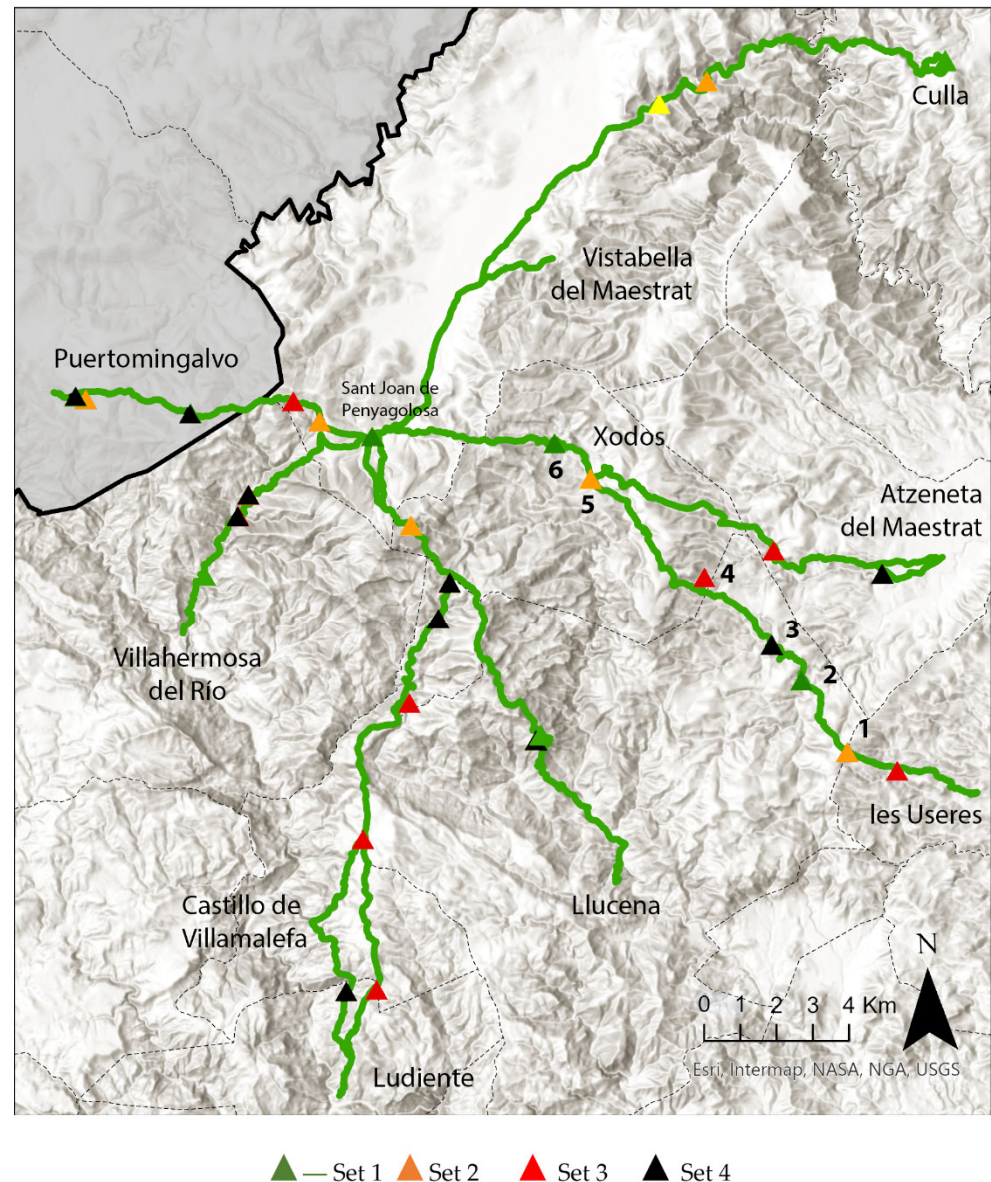 Culla
Vistabella
del Maestrat
Puertomingalvo
Sant Joan de
Penyagolosa
Xodos
6
5
Atzeneta
del Maestrat
4
3
2
Villahermosa
del Río
1
les Useres
Castillo de
Villamalefa
Llucena
N
0 1 2 3 4 Km
Ludiente
Esri, Intermap, NASA, NGA, USGS
Set 1 Set 2 Set 3 Set 4